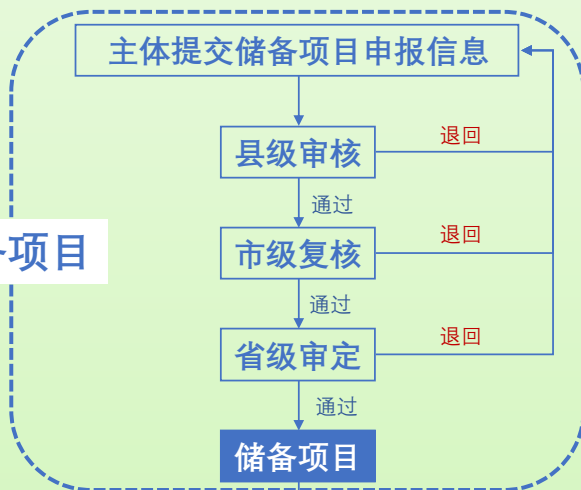 主体提交储备项目申报信息
县级审核
退回
通过
市级复核
退回
项目
通过
省级审定
退回
通过
储备项目